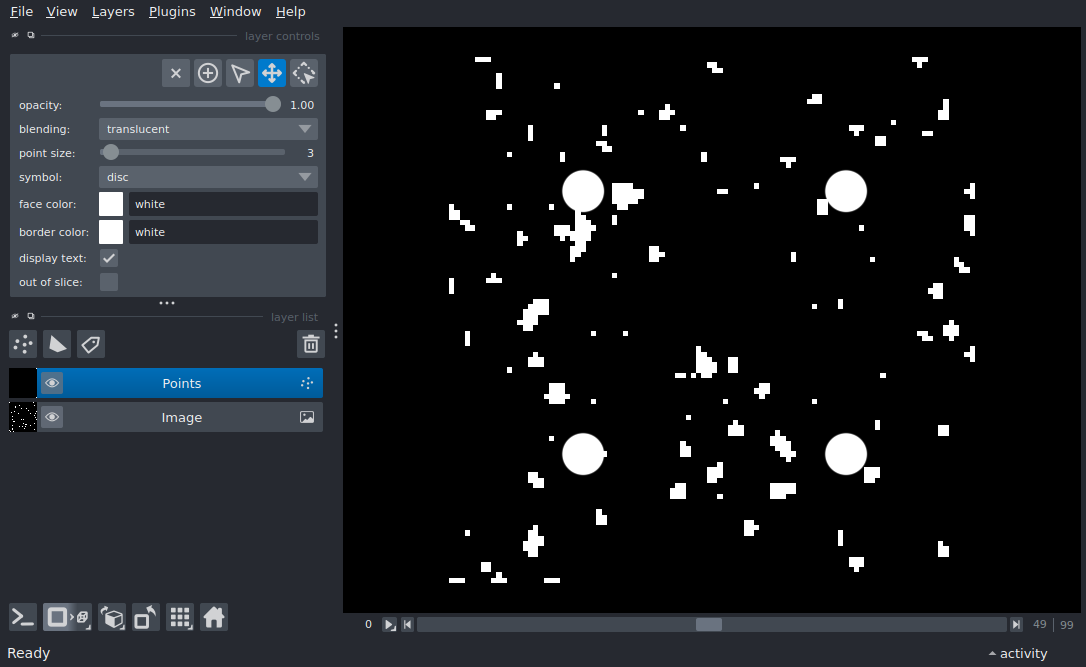 File View Layers Plugins Window Help
layer controls
opacity: 1.00
blending: translucent
point size: 3
symbol: disc
face color: white
border color: white
display text:
out of slice:
layer list
Points
Image
0 49 99
Ready activity